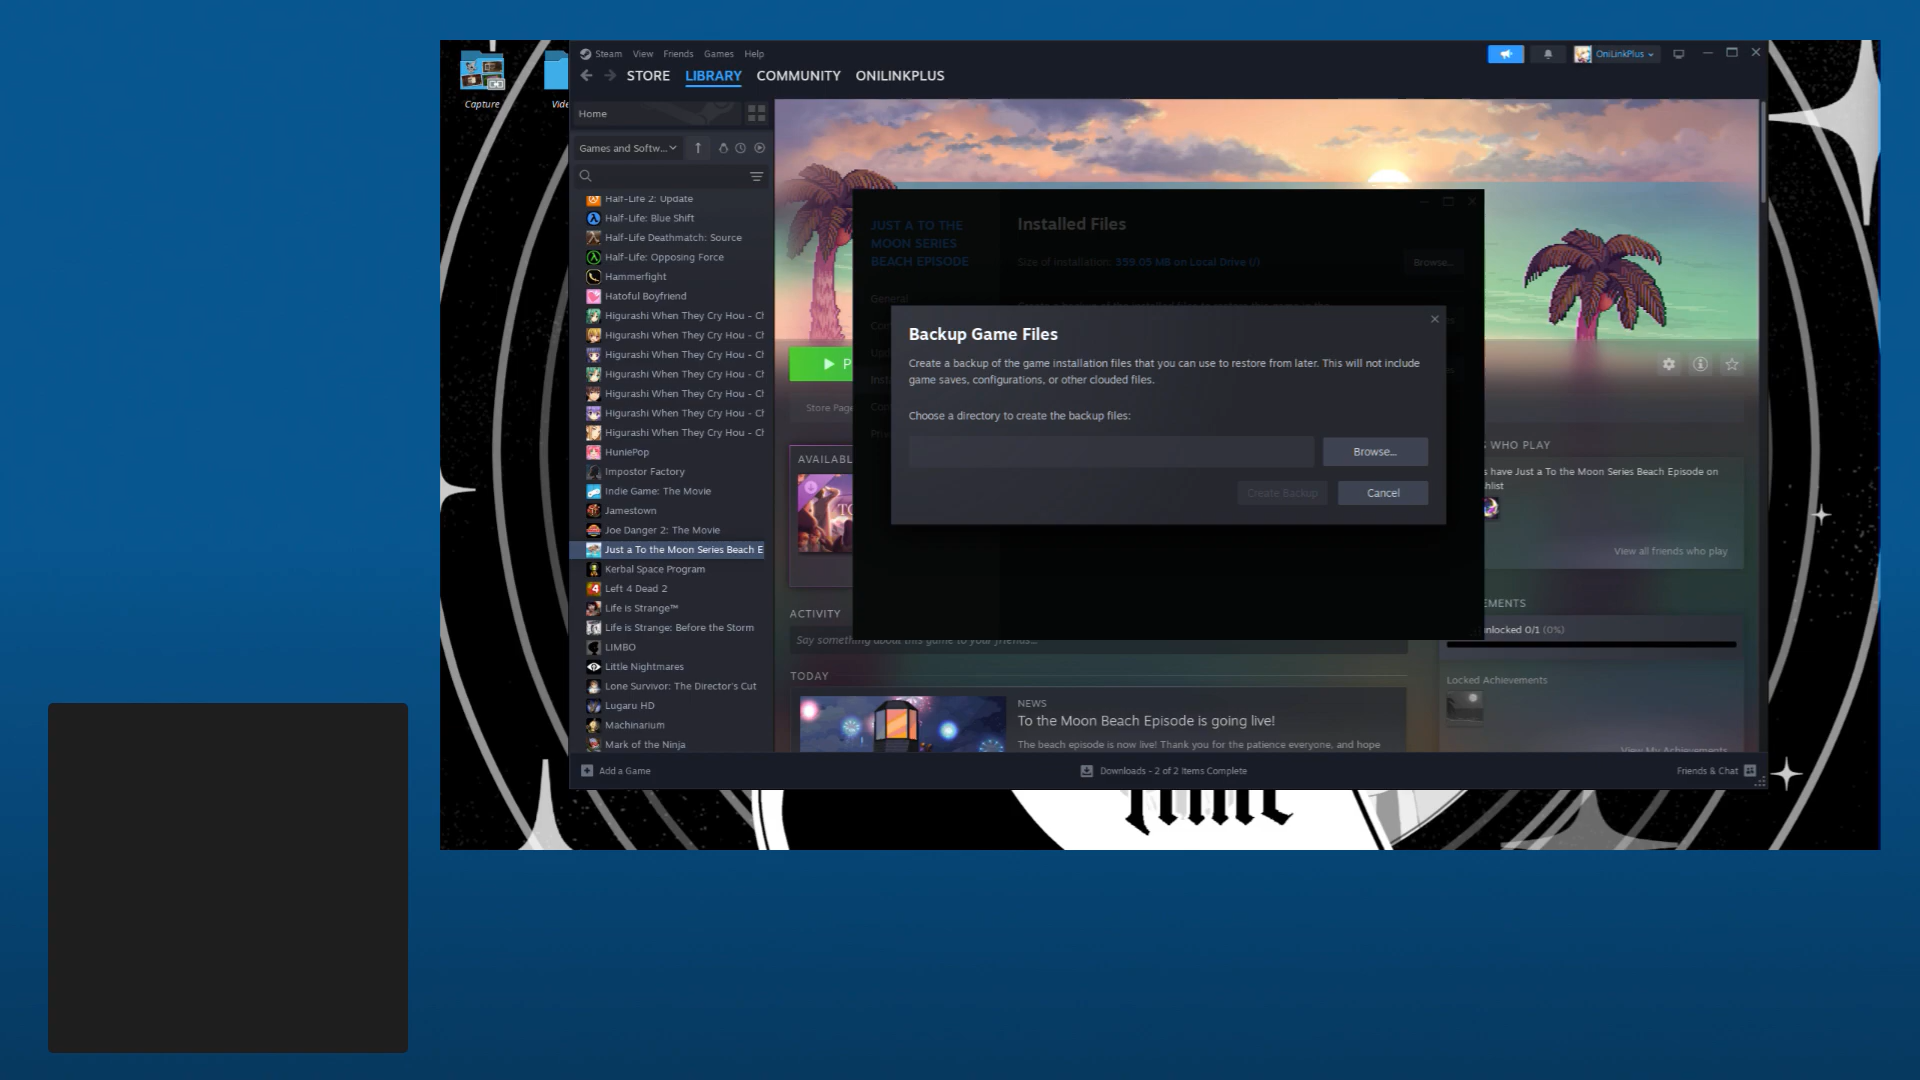 Capture
Vide
Steam View Friends Games Help
OniLinkPlus
STORE LIBRARY COMMUNITY ONILINKPLUS
Home
Games and Softw...
Half-Life 2: Update
Half-Life: Blue Shift
Half-Life Deathmatch: Source
Half-Life: Opposing Force
Hammerfight
Hatoful Boyfriend
Higurashi When They Cry Hou - Ch
Higurashi When They Cry Hou - Ch
Higurashi When They Cry Hou - Ch
Higurashi When They Cry Hou - Ch
Higurashi When They Cry Hou - Ch
Higurashi When They Cry Hou - Ch
Higurashi When They Cry Hou - Ch
HuniePop
Impostor Factory
Indie Game: The Movie
Jamestown
Joe Danger 2: The Movie
Just a To the Moon Series Beach E
Kerbal Space Program
Left 4 Dead 2
Life is Strange™
Life is Strange: Before the Storm
LIMBO
Little Nightmares
Lone Survivor: The Director's Cut
Lugaru HD
Machinarium
Mark of the Ninja
Add a Game
P
Store Page
AVAILABL
TO
ACTIVITY
Say something about this game to your friends...
TODAY
NEWS
To the Moon Beach Episode is going live!
The beach episode is now live! Thank you for the patience everyone, and hope
JUST A TO THE
MOON SERIES
BEACH EPISODE
General
Installed Files
Size of installation: 359.05 MB on Local Drive (/)
Browse...
Backup Game Files
Create a backup of the game installation files that you can use to restore from later. This will not include
game saves, configurations, or other clouded files.
Choose a directory to create the backup files:
Browse...
Create Backup
Cancel
WHO PLAY
s have Just a To the Moon Series Beach Episode on
hlist
View all friends who play
EMENTS
unlocked 0/1 (0%)
Locked Achievements
View My Achievements
Downloads - 2 of 2 Items Complete
Friends & Chat